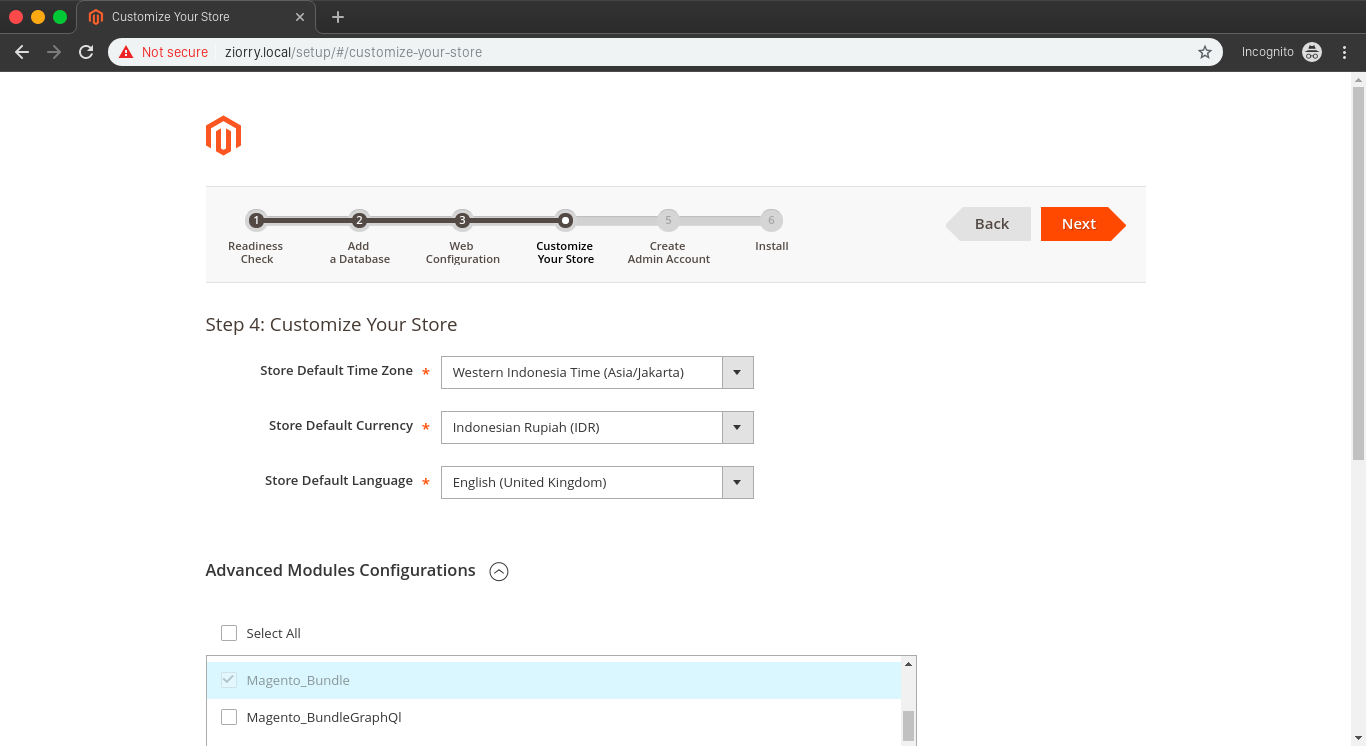 Customize Your Store
Not secure
ziorry.local/setup/#/customize-your-store
Incognito
1
2
3
5
6
Readiness
Check
Add
a Database
Web
Configuration
Customize
Your Store
Create
Admin Account
Install
Back
Next
Step 4: Customize Your Store
Store Default Time Zone *
Western Indonesia Time (Asia/Jakarta)
Store Default Currency *
Indonesian Rupiah (IDR)
Store Default Language *
English (United Kingdom)
Advanced Modules Configurations
Select All
Magento_Bundle
Magento_BundleGraphQl